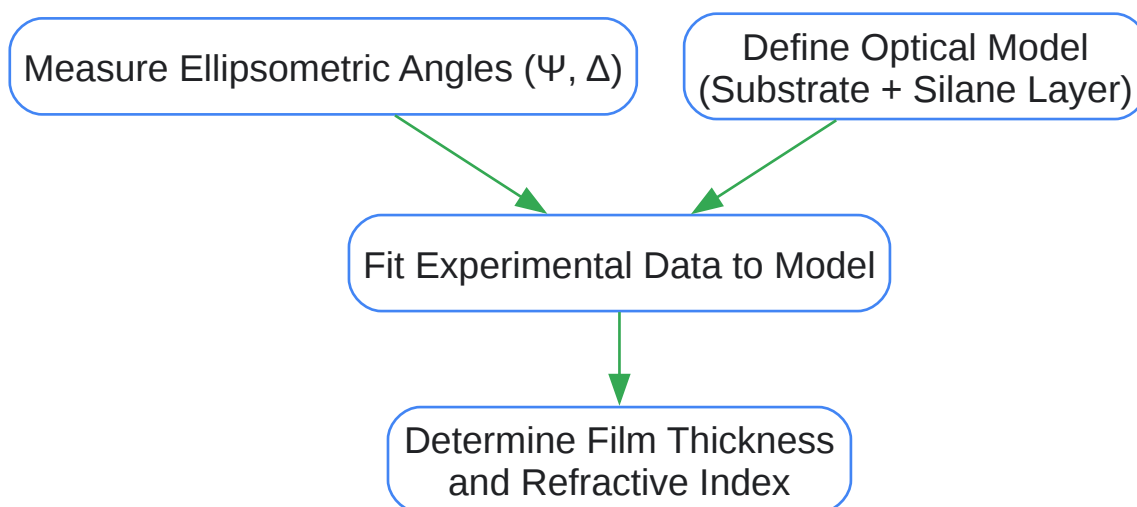 Measure Ellipsometric Angles (Ψ, Δ)
Define Optical Model
(Substrate + Silane Layer)
Fit Experimental Data to Model
Determine Film Thickness
and Refractive Index